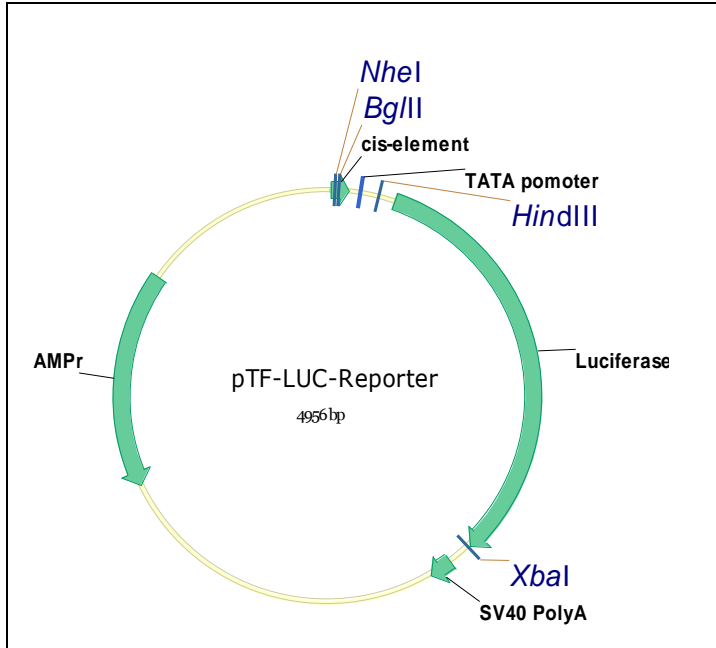 NheI
BglII
cis-element
TATA pomoter
HindIII
AMPr
Luciferase
pTF-LUC-Reporter
4956 bp
XbaI
SV40 PolyA